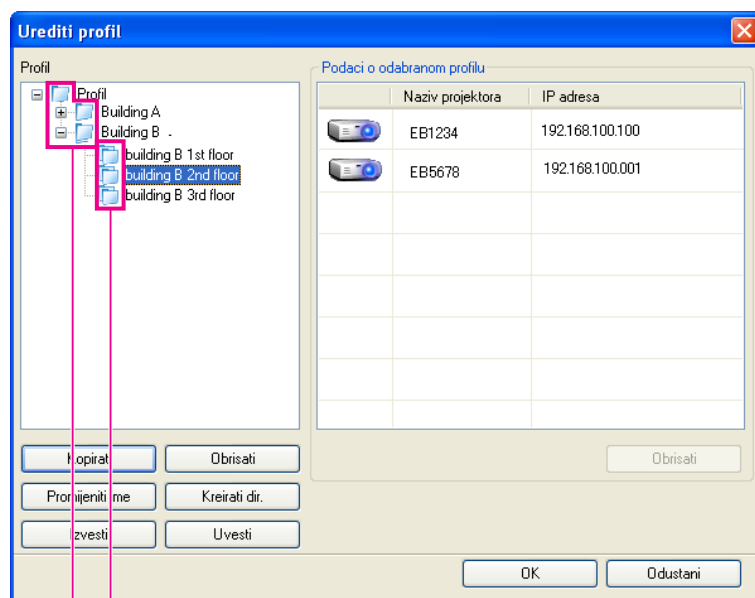 Urediti profil
Profil
Profil
Building A
Building B .
building B 1st floor
building B 2nd floor
building B 3rd floor
Podaci o odabranom profilu
Naziv projektora IP adresa
EB1234 192.168.100.100
EB5678 192.168.100.001
Kopirati Obrisati
Promijeniti ime Kreirati dir.
Izvesti Uvesti
Obrisati
OK Odustani